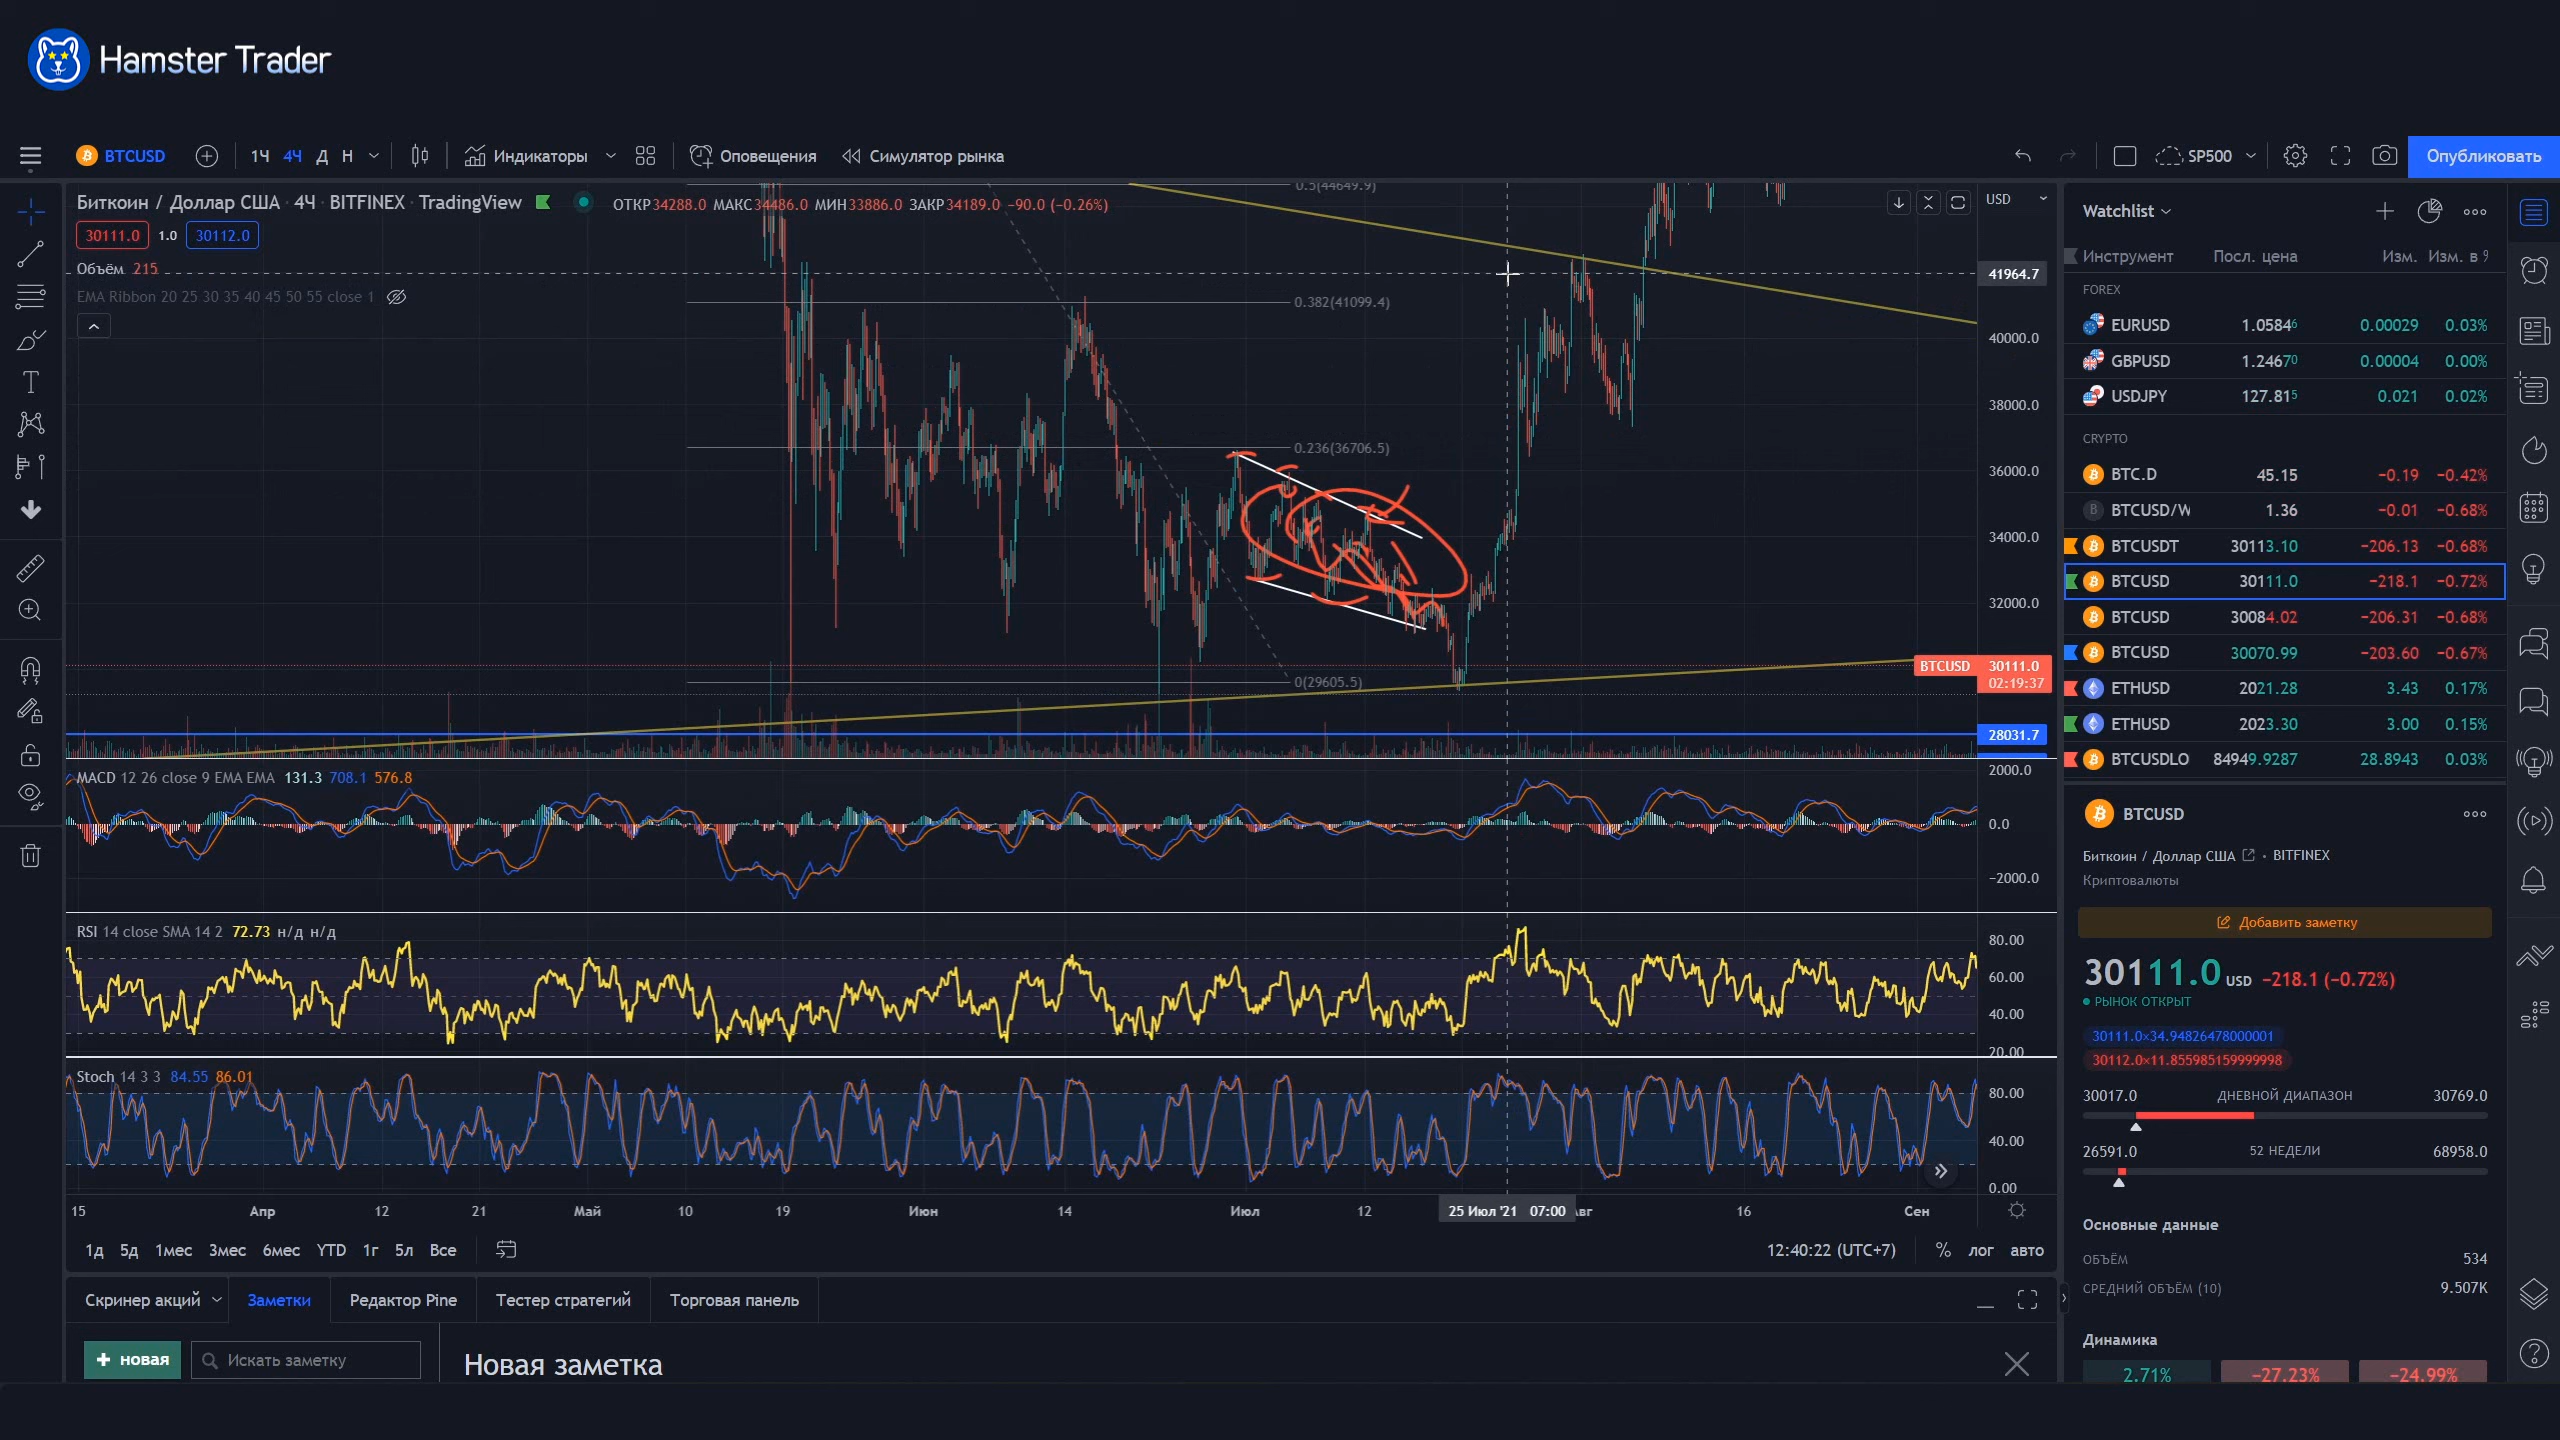 Hamster Trader
BTCUSD 1Ч 4Ч Д Н Индикаторы Оповещения Симулятор рынка SP500 Опубликовать
Биткоин / Доллар США · 4Ч · BITFINEX · TradingView ОТКР34288.0 МАКС34486.0 МИН33886.0 ЗАКР34189.0 −90.0 (−0.26%)
30111.0 1.0 30112.0
Объём 215
EMA Ribbon 20 25 30 35 40 45 50 55 close 1
0.5(44649.9)
0.382(41099.4)
0.236(36706.5)
0(29605.5)
USD
41964.7
40000.0
38000.0
36000.0
34000.0
32000.0
BTCUSD 30111.0
02:19:37
28031.7
MACD 12 26 close 9 EMA EMA 131.3 708.1 576.8
2000.0
0.0
−2000.0
RSI 14 close SMA 14 2 72.73 н/д н/д
80.00
60.00
40.00
20.00
Stoch 14 3 3 84.55 86.01
80.00
40.00
0.00
15 Апр 12 21 Май 10 19 Июн 14 Июл 12 25 Июл '21 07:00 Авг 16 Сен
1д 5д 1мес 3мес 6мес YTD 1г 5л Все 12:40:22 (UTC+7) % лог авто
Скринер акций Заметки Редактор Pine Тестер стратегий Торговая панель
+ новая Искать заметку Новая заметка
Watchlist
Инструмент Посл. цена Изм. Изм. в %
FOREX
EURUSD 1.05846 0.00029 0.03%
GBPUSD 1.24670 0.00004 0.00%
USDJPY 127.815 0.021 0.02%
CRYPTO
BTC.D 45.15 −0.19 −0.42%
BTCUSD/W 1.36 −0.01 −0.68%
BTCUSDT 30113.10 −206.13 −0.68%
BTCUSD 30111.0 −218.1 −0.72%
BTCUSD 30084.02 −206.31 −0.68%
BTCUSD 30070.99 −203.60 −0.67%
ETHUSD 2021.28 3.43 0.17%
ETHUSD 2023.30 3.00 0.15%
BTCUSDLO 84949.9287 28.8943 0.03%
BTCUSD
Биткоин / Доллар США · BITFINEX
Криптовалюты
Добавить заметку
30111.0 USD −218.1 (−0.72%)
РЫНОК ОТКРЫТ
30111.0×34.94826478000001
30112.0×11.855985159999998
30017.0 ДНЕВНОЙ ДИАПАЗОН 30769.0
26591.0 52 НЕДЕЛИ 68958.0
Основные данные
ОБЪЁМ 534
СРЕДНИЙ ОБЪЁМ (10) 9.507K
Динамика
2.71% −27.23% −24.99%